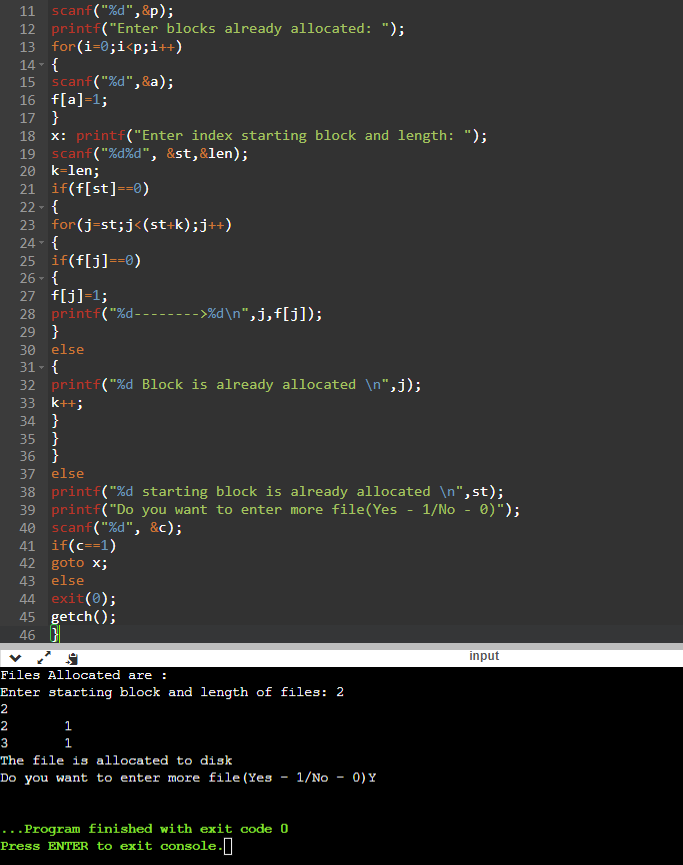 11 scanf("%d",&p);
12 printf("Enter blocks already allocated: ");
13 for(i=0;i<p;i++)
14 {
15 scanf("%d",&a);
16 f[a]=1;
17 }
18 x: printf("Enter index starting block and length: ");
19 scanf("%d%d", &st,&len);
20 k=len;
21 if(f[st]==0)
22 {
23 for(j=st;j<(st+k);j++)
24 {
25 if(f[j]==0)
26 {
27 f[j]=1;
28 printf("%d-------->%d\n",j,f[j]);
29 }
30 else
31 {
32 printf("%d Block is already allocated \n",j);
33 k++;
34 }
35 }
36 }
37 else
38 printf("%d starting block is already allocated \n",st);
39 printf("Do you want to enter more file(Yes - 1/No - 0)");
40 scanf("%d", &c);
41 if(c==1)
42 goto x;
43 else
44 exit(0);
45 getch();
46 }
input
Files Allocated are :
Enter starting block and length of files: 2
2
2 1
3 1
The file is allocated to disk
Do you want to enter more file(Yes - 1/No - 0)Y
...Program finished with exit code 0
Press ENTER to exit console.